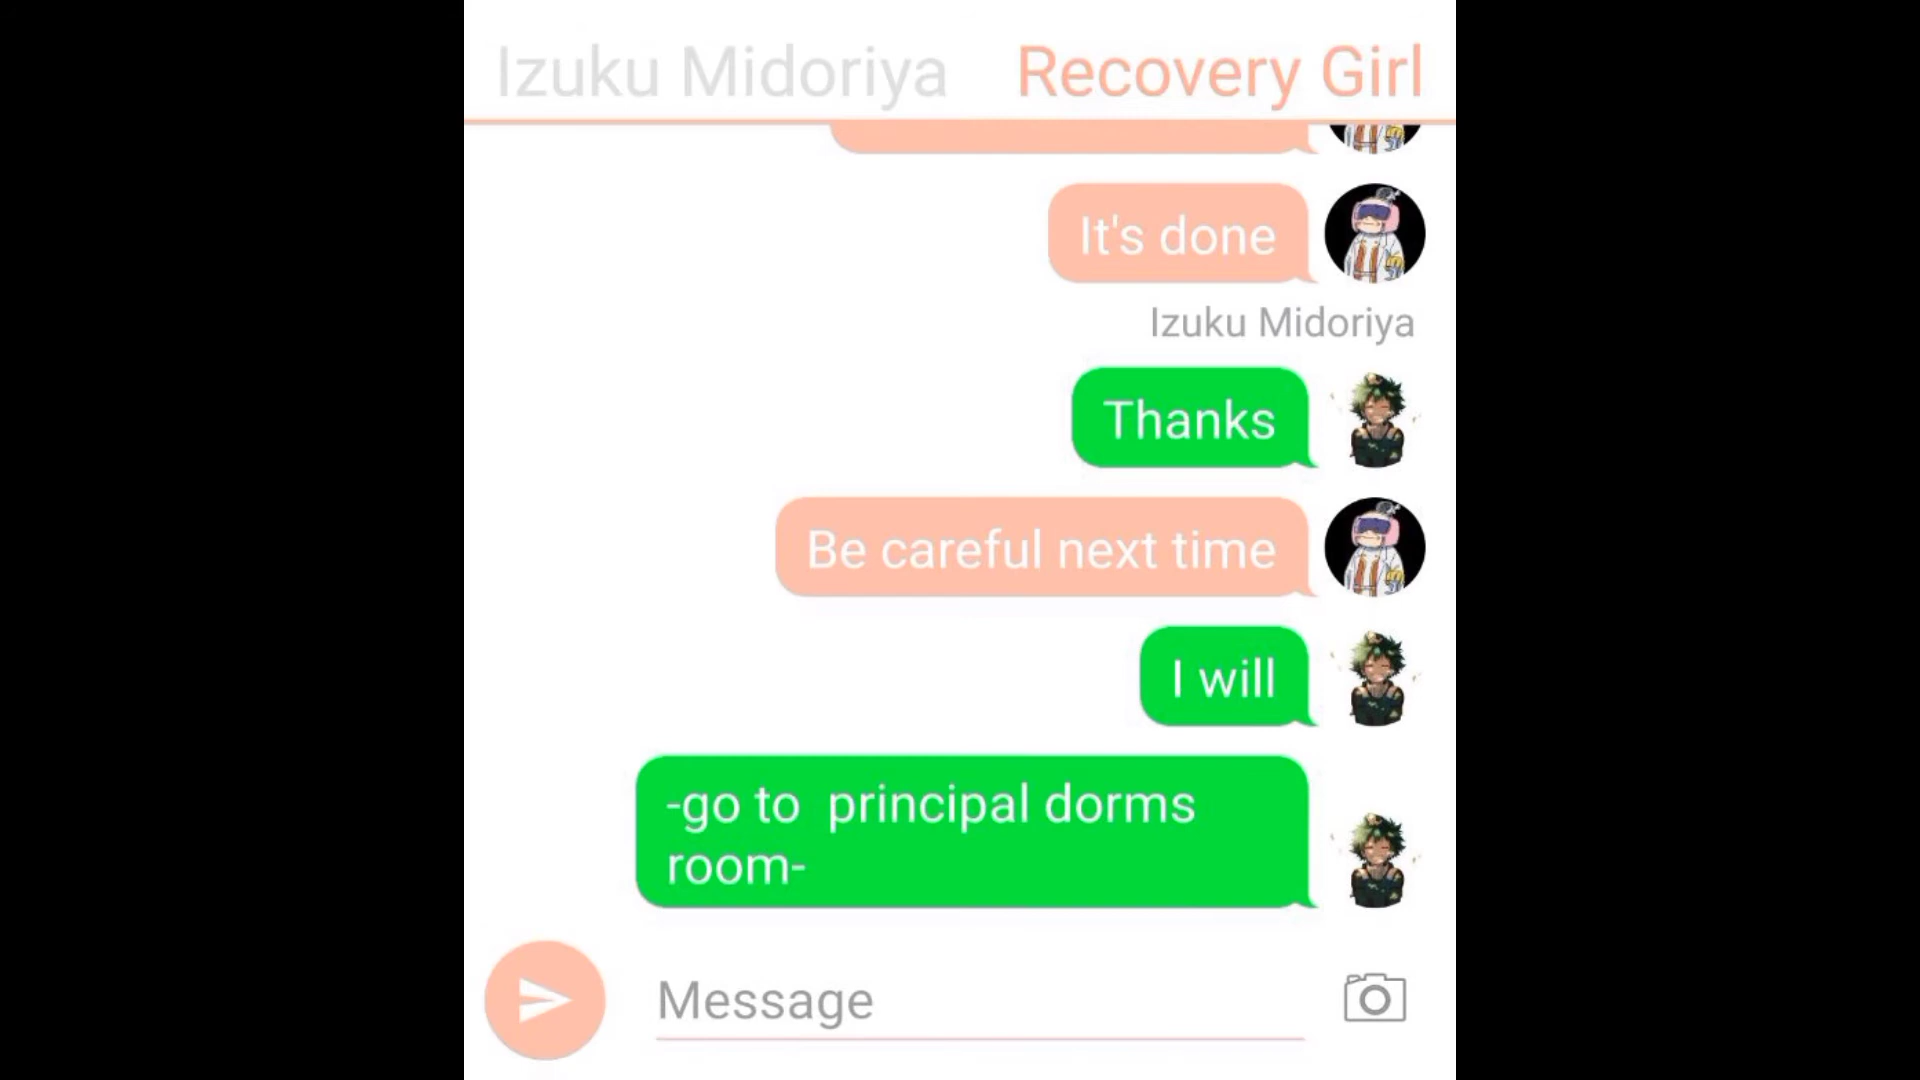 Izuku Midoriya Recovery Girl
It's done
Izuku Midoriya
Thanks
Be careful next time
I will
-go to  principal dorms
room-
Message